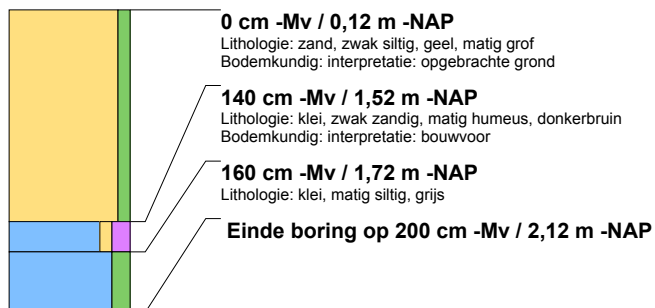 0 cm -Mv / 0,12 m -NAP
Lithologie: zand, zwak siltig, geel, matig grof
Bodemkundig: interpretatie: opgebrachte grond
140 cm -Mv / 1,52 m -NAP
Lithologie: klei, zwak zandig, matig humeus, donkerbruin
Bodemkundig: interpretatie: bouwvoor
160 cm -Mv / 1,72 m -NAP
Lithologie: klei, matig siltig, grijs
Einde boring op 200 cm -Mv / 2,12 m -NAP